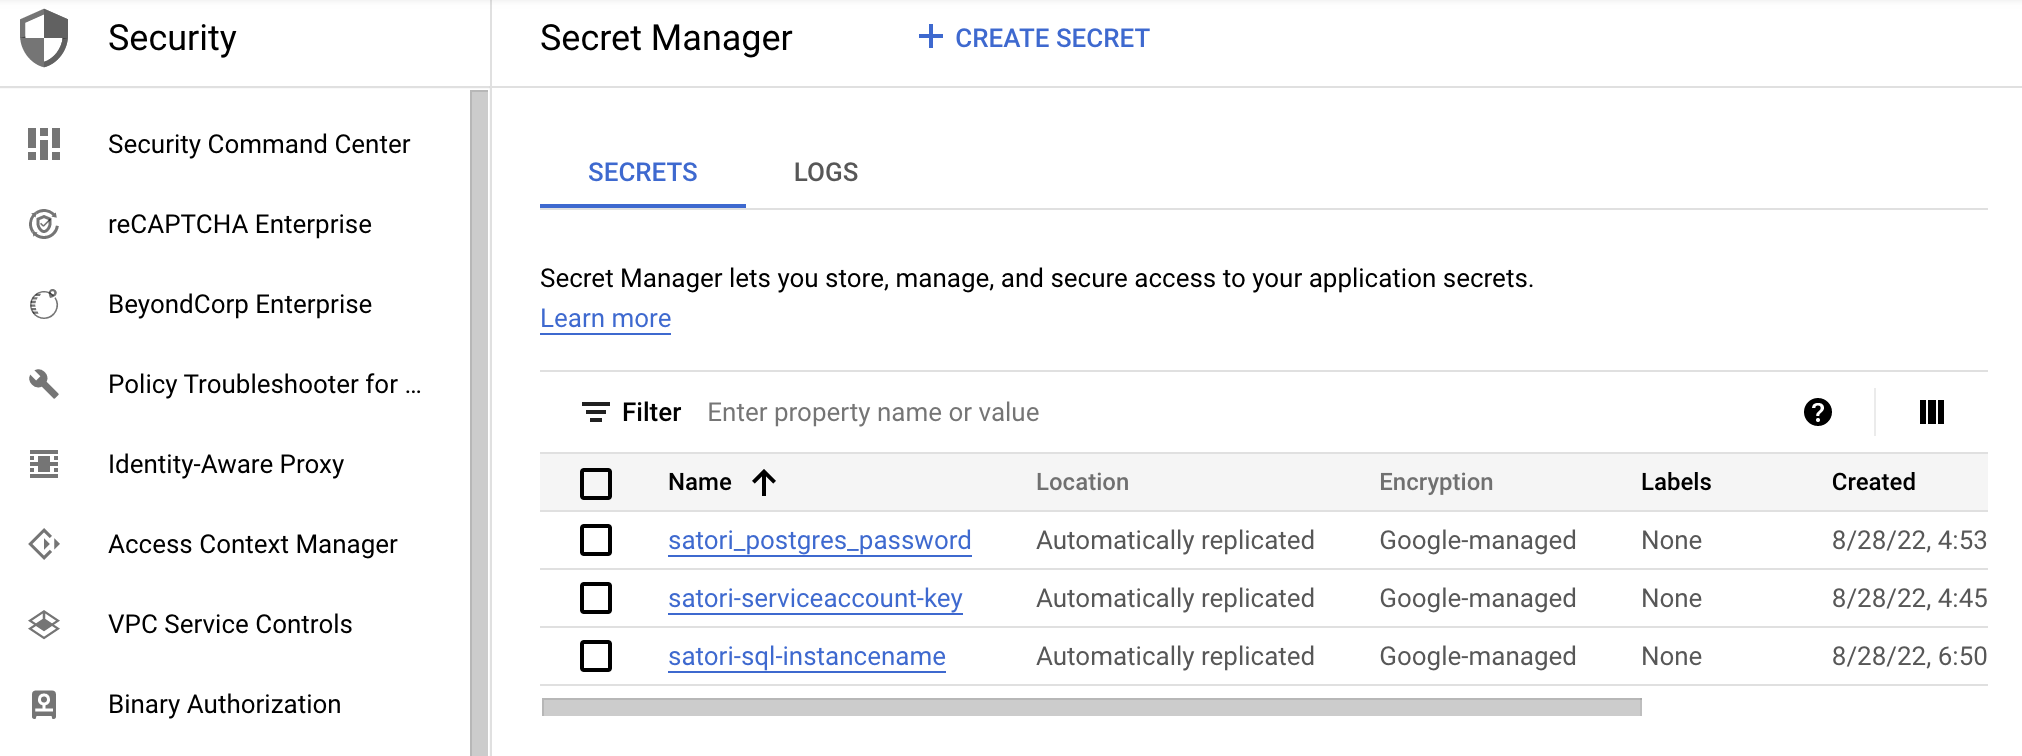 Security
Secret Manager
CREATE SECRET
Security Command Center
reCAPTCHA Enterprise
BeyondCorp Enterprise
Policy Troubleshooter for ...
Identity-Aware Proxy
Access Context Manager
VPC Service Controls
Binary Authorization
SECRETS LOGS
Secret Manager lets you store, manage, and secure access to your application secrets.
Learn more
Filter Enter property name or value
Name Location Encryption Labels Created
satori_postgres_password Automatically replicated Google-managed None 8/28/22, 4:53
satori-serviceaccount-key Automatically replicated Google-managed None 8/28/22, 4:45
satori-sql-instancename Automatically replicated Google-managed None 8/28/22, 6:50